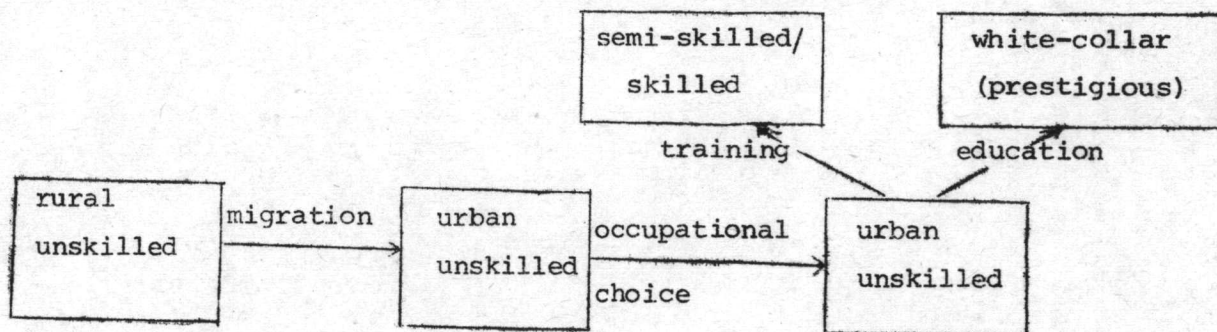 semi-skilled/
skilled
white-collar
(prestigious)
training
education
rural
unskilled
migration
urban
unskilled
occupational
choice
urban
unskilled